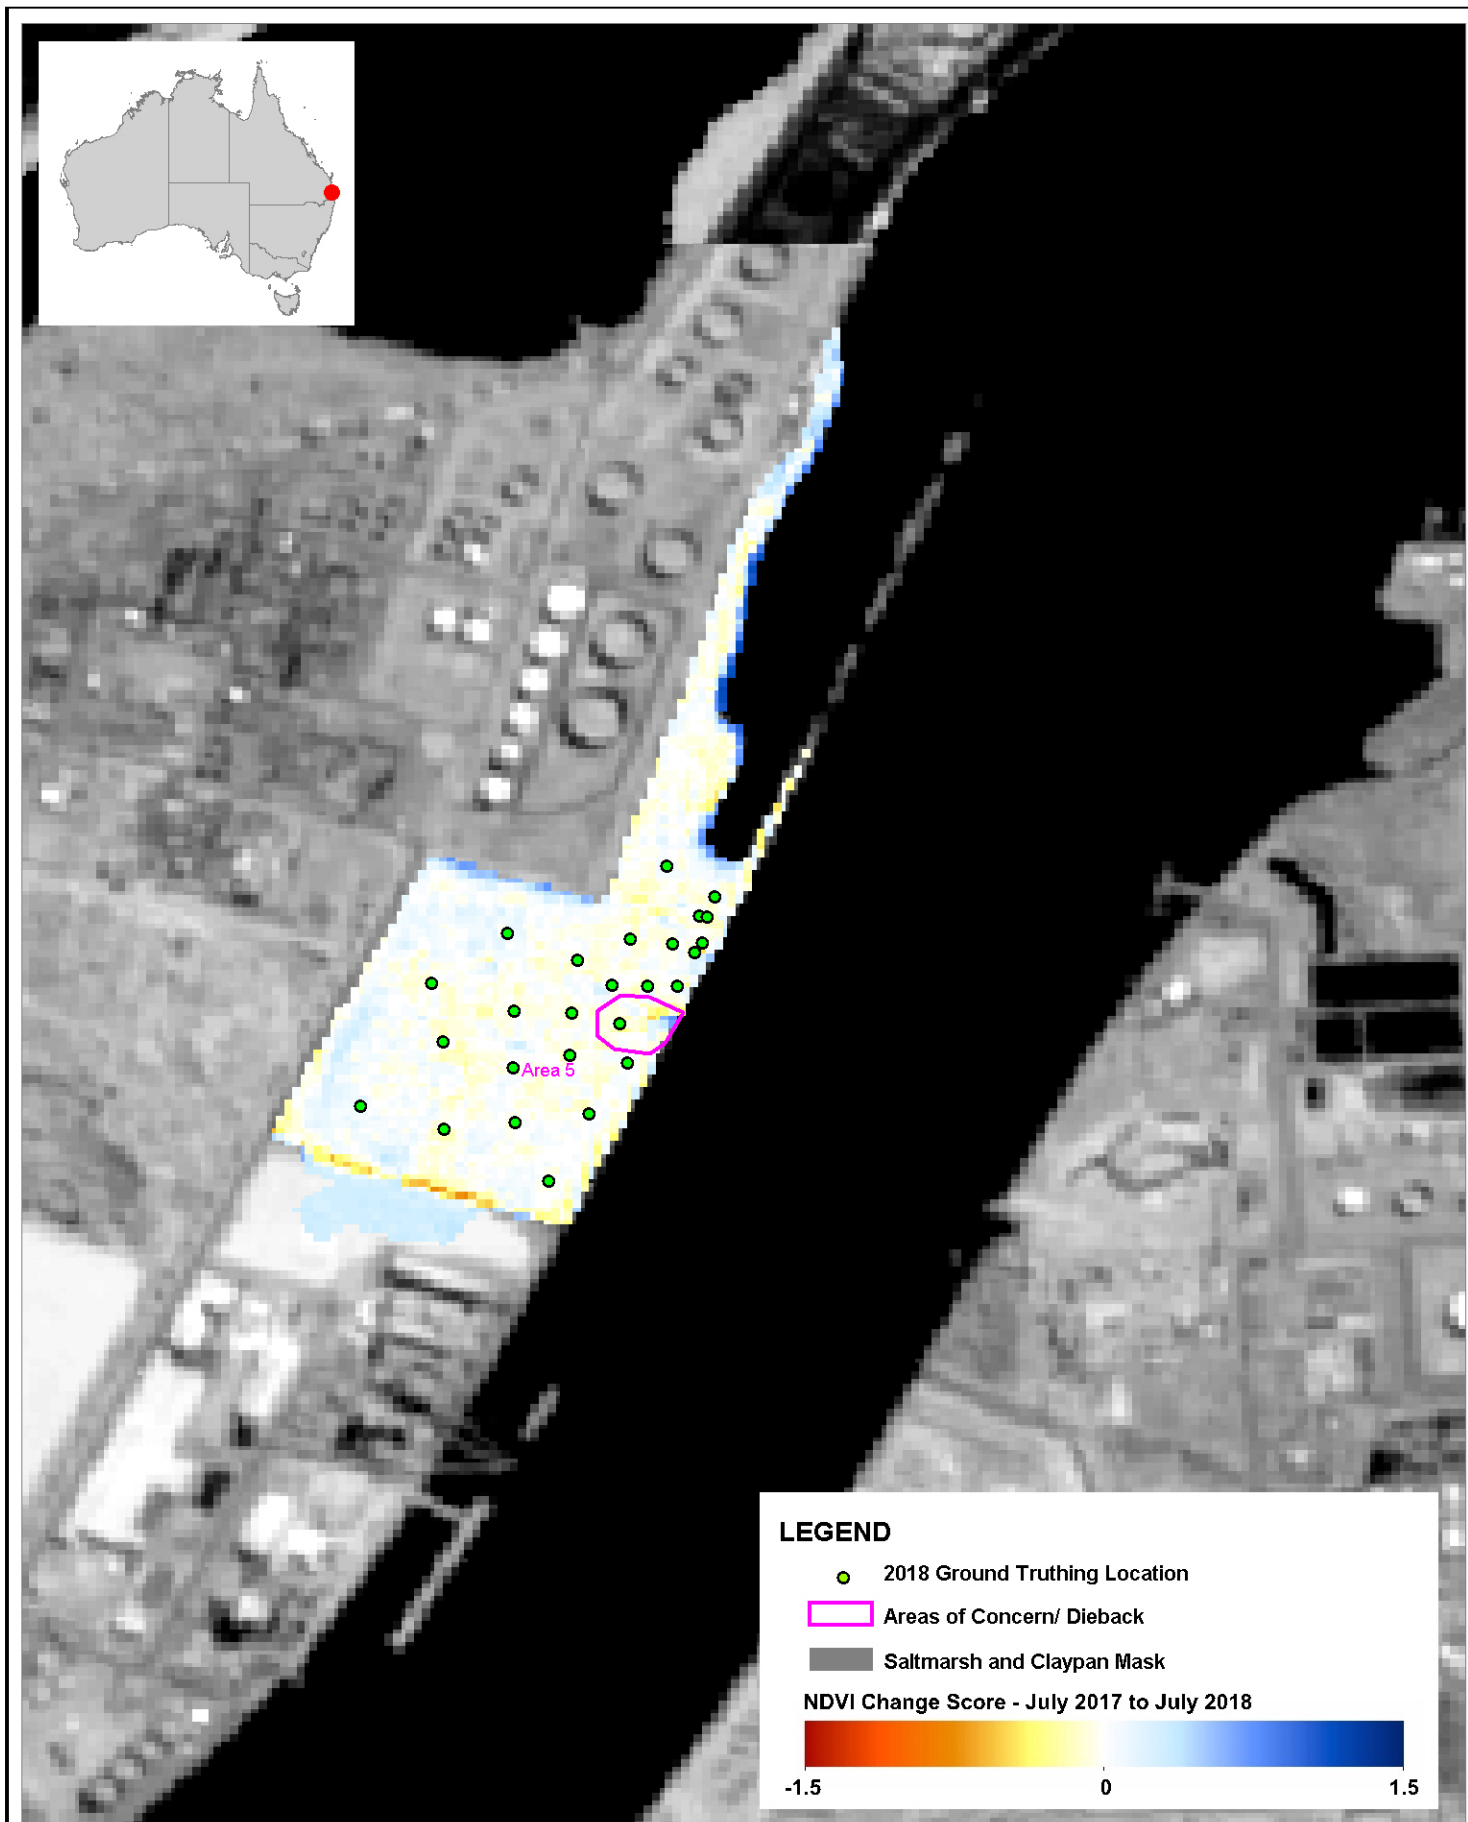 Area 5
LEGEND
2018 Ground Truthing Location
Areas of Concern/ Dieback
Saltmarsh and Claypan Mask
NDVI Change Score - July 2017 to July 2018
-1.5 0 1.5